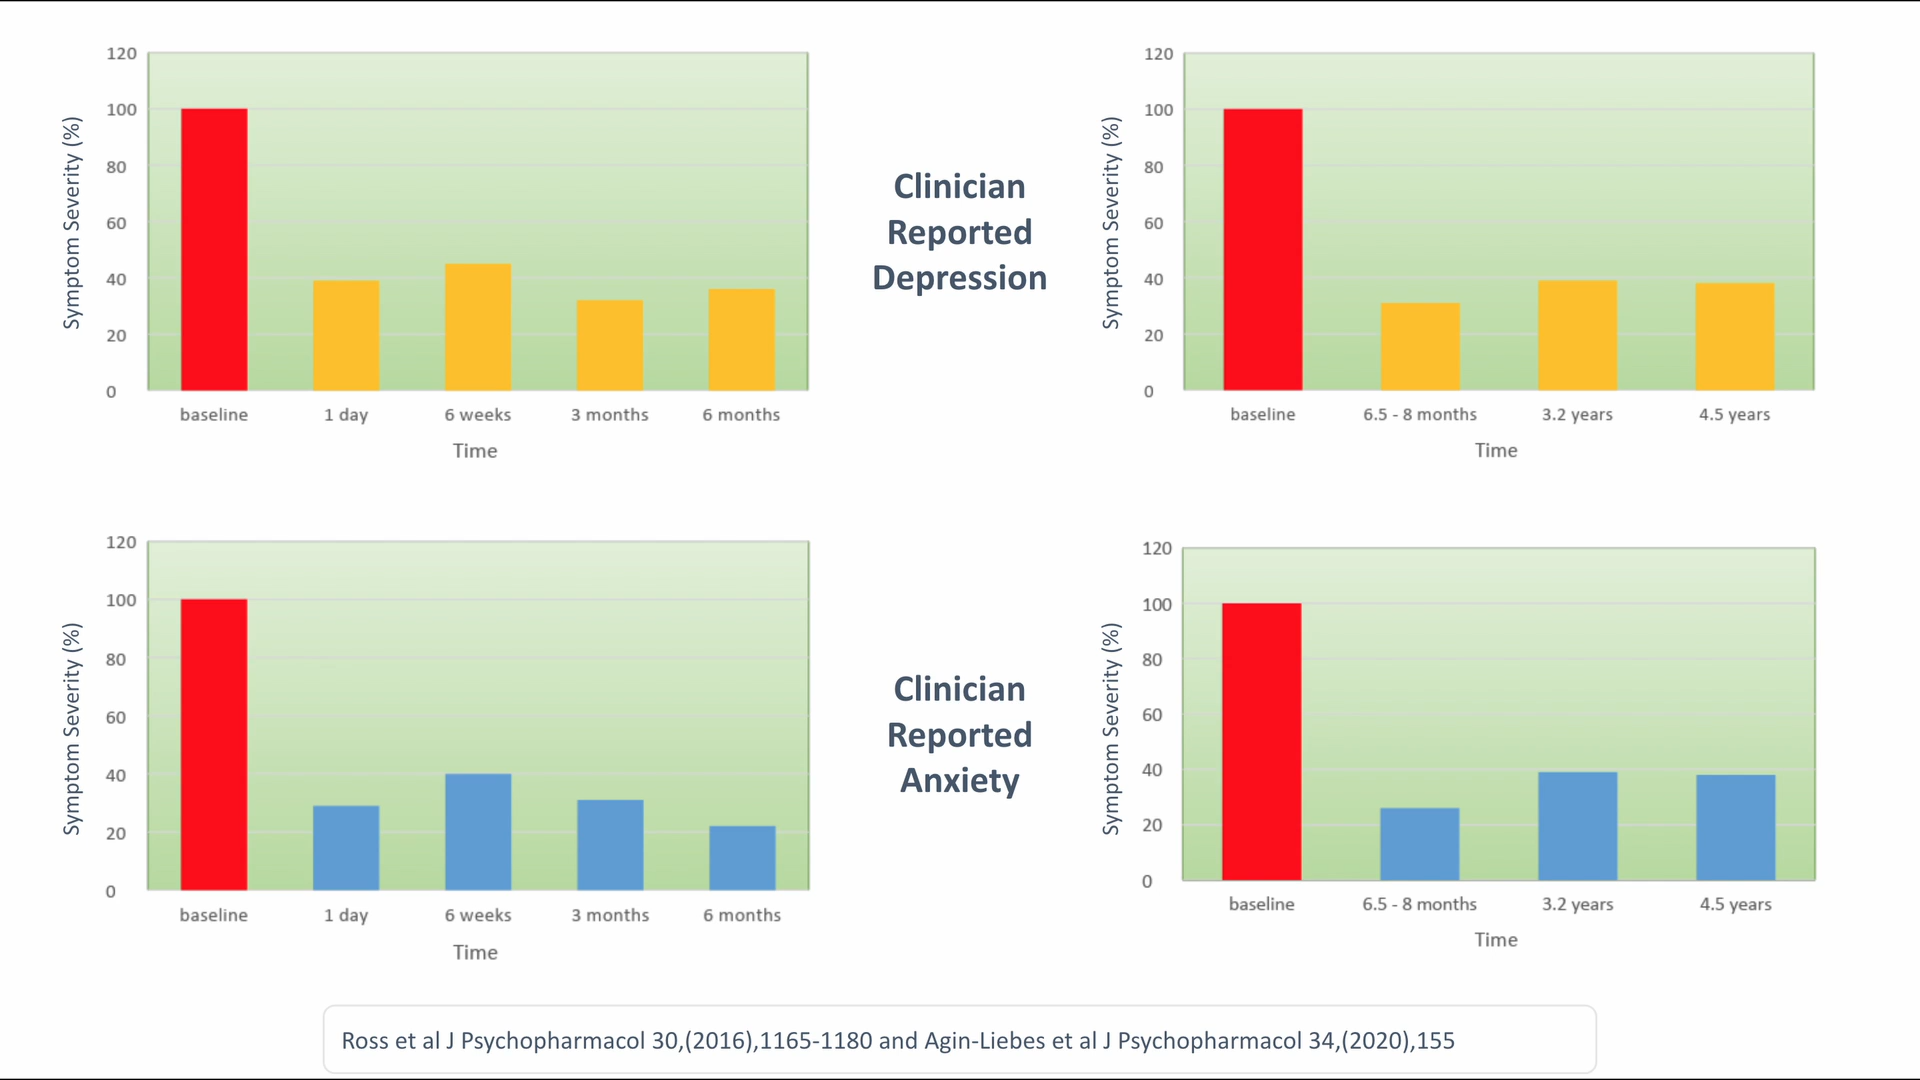 120
100
80
60
40
20
0
Symptom Severity (%)
baseline 1 day 6 weeks 3 months 6 months
Time
Clinician
Reported
Depression
120
100
80
60
40
20
0
Symptom Severity (%)
baseline 6.5 - 8 months 3.2 years 4.5 years
Time
120
100
80
60
40
20
0
Symptom Severity (%)
baseline 1 day 6 weeks 3 months 6 months
Time
Clinician
Reported
Anxiety
120
100
80
60
40
20
0
Symptom Severity (%)
baseline 6.5 - 8 months 3.2 years 4.5 years
Time
Ross et al J Psychopharmacol 30,(2016),1165-1180 and Agin-Liebes et al J Psychopharmacol 34,(2020),155